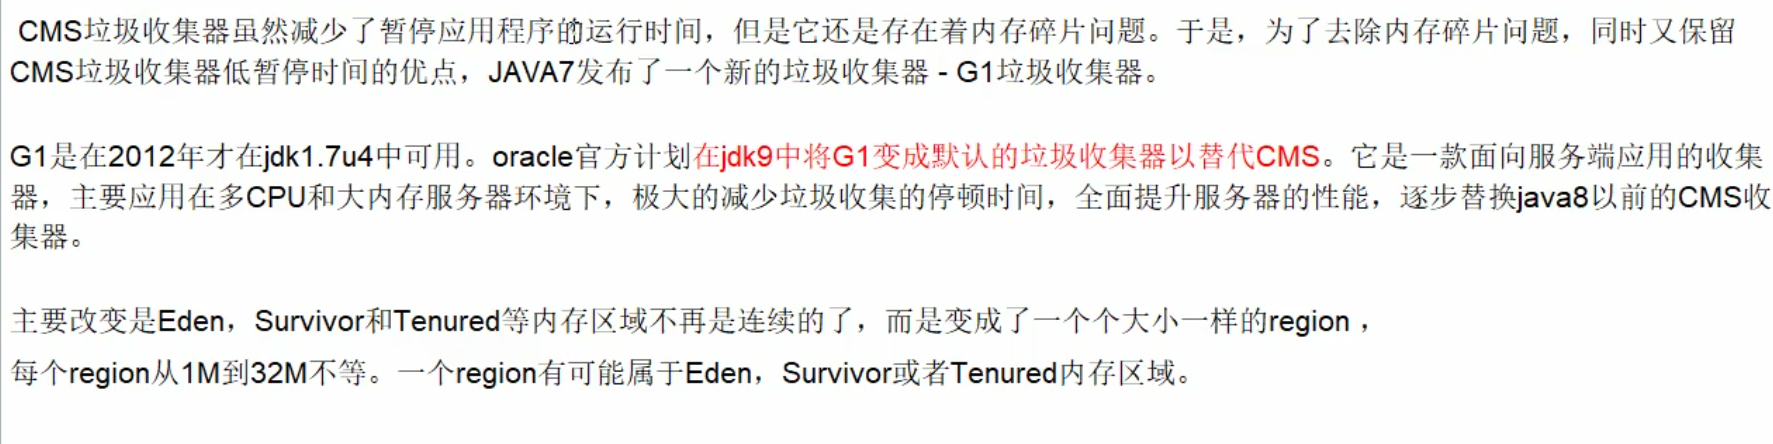 CMS垃圾收集器虽然减少了暂停应用程序的运行时间，但是它还是存在着内存碎片问题。于是，为了去除内存碎片问题，同时又保留
CMS垃圾收集器低暂停时间的优点，JAVA7发布了一个新的垃圾收集器 - G1垃圾收集器。
G1是在2012年才在jdk1.7u4中可用。oracle官方计划在jdk9中将G1变成默认的垃圾收集器以替代CMS。它是一款面向服务端应用的收集
器，主要应用在多CPU和大内存服务器环境下，极大的减少垃圾收集的停顿时间，全面提升服务器的性能，逐步替换java8以前的CMS收
集器。
主要改变是Eden，Survivor和Tenured等内存区域不再是连续的了，而是变成了一个个大小一样的region ，
每个region从1M到32M不等。一个region有可能属于Eden，Survivor或者Tenured内存区域。